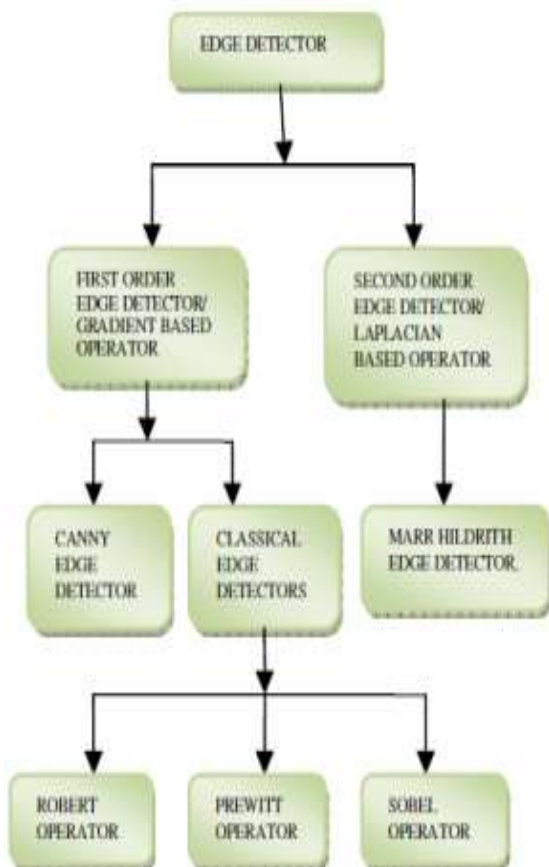 EDGE DETECTOR
FIRST ORDER
EDGE DETECTOR/
GRADIENT BASED
OPERATOR
SECOND ORDER
EDGE DETECTOR/
LAPLACIAN
BASED OPERATOR
CANNY
EDGE
DETECTOR
CLASSICAL
EDGE
DETECTORS
MARR HILDRITH
EDGE DETECTOR.
ROBERT
OPERATOR
PREWITT
OPERATOR
SOBEL
OPERATOR